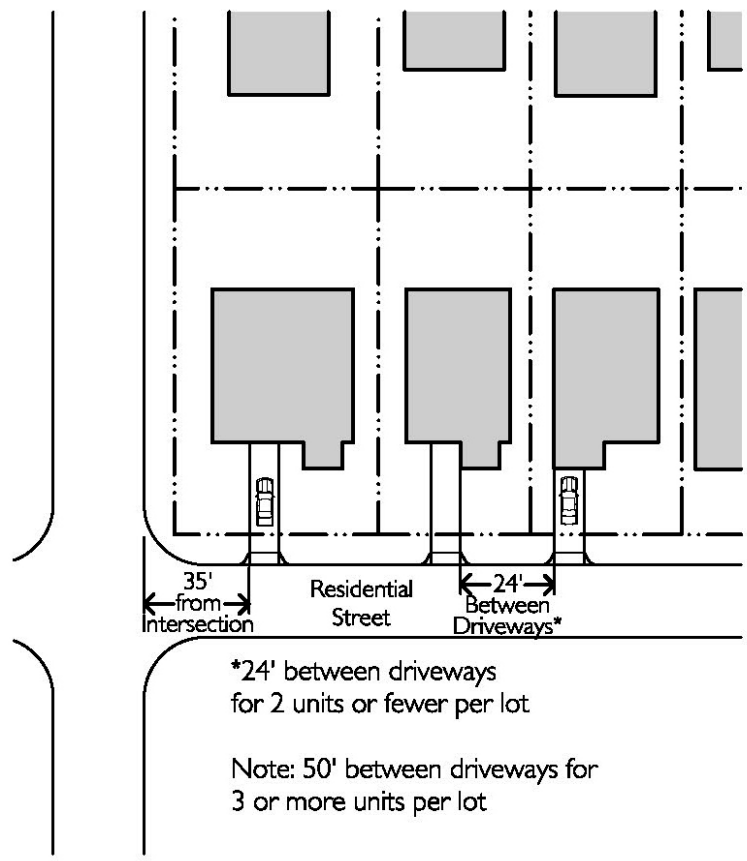 35'
from
Intersection
Residential
Street
24'
Between
Driveways*
*24' between driveways
for 2 units or fewer per lot
Note: 50' between driveways for
3 or more units per lot